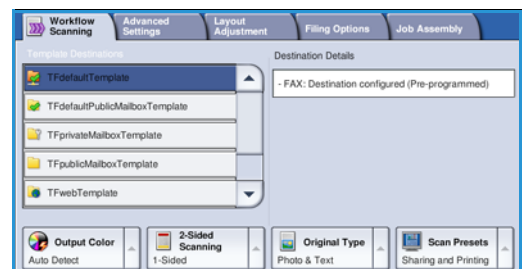 Workflow Scanning
Advanced Settings
Layout Adjustment
Filing Options
Job Assembly
Template Destinations
Destination Details
TFdefaultTemplate
- FAX: Destination configured (Pre-programmed)
TFdefaultPublicMailboxTemplate
TFprivateMailboxTemplate
TFpublicMailboxTemplate
TFwebTemplate
Output Color
Auto Detect
2-Sided Scanning
1-Sided
Original Type
Photo & Text
Scan Presets
Sharing and Printing